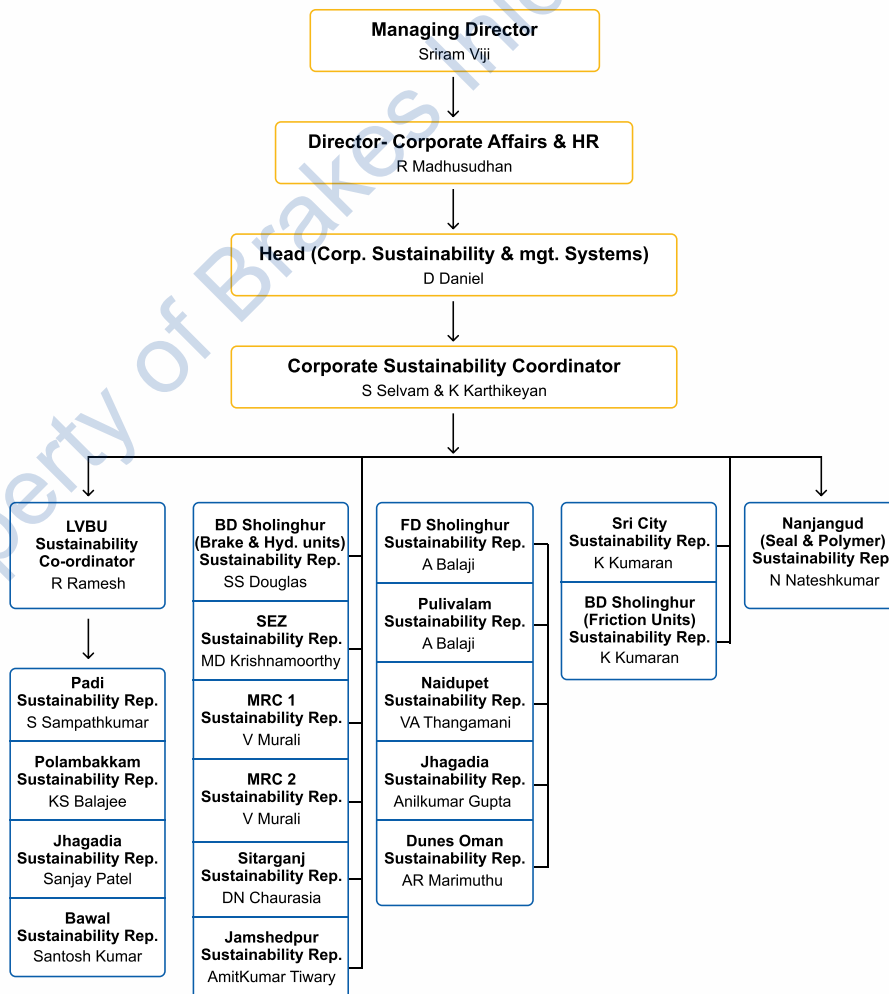 Managing Director
Sriram Viji
Director- Corporate Affairs & HR
R Madhusudhan
Head (Corp. Sustainability & mgt. Systems)
D Daniel
Corporate Sustainability Coordinator
S Selvam & K Karthikeyan
LVBU
Sustainability
Co-ordinator
R Ramesh
Padi
Sustainability Rep.
S Sampathkumar
Polambakkam
Sustainability Rep.
KS Balajee
Jhagadia
Sustainability Rep.
Sanjay Patel
Bawal
Sustainability Rep.
Santosh Kumar
BD Sholinghur
(Brake & Hyd. units)
Sustainability Rep.
SS Douglas
SEZ
Sustainability Rep.
MD Krishnamoorthy
MRC 1
Sustainability Rep.
V Murali
MRC 2
Sustainability Rep.
V Murali
Sitarganj
Sustainability Rep.
DN Chaurasia
Jamshedpur
Sustainability Rep.
AmitKumar Tiwary
FD Sholinghur
Sustainability Rep.
A Balaji
Pulivalam
Sustainability Rep.
A Balaji
Naidupet
Sustainability Rep.
VA Thangamani
Jhagadia
Sustainability Rep.
Anilkumar Gupta
Dunes Oman
Sustainability Rep.
AR Marimuthu
Sri City
Sustainability Rep.
K Kumaran
BD Sholinghur
(Friction Units)
Sustainability Rep.
K Kumaran
Nanjangud
(Seal & Polymer)
Sustainability Rep
N Nateshkumar
perty of Brakes